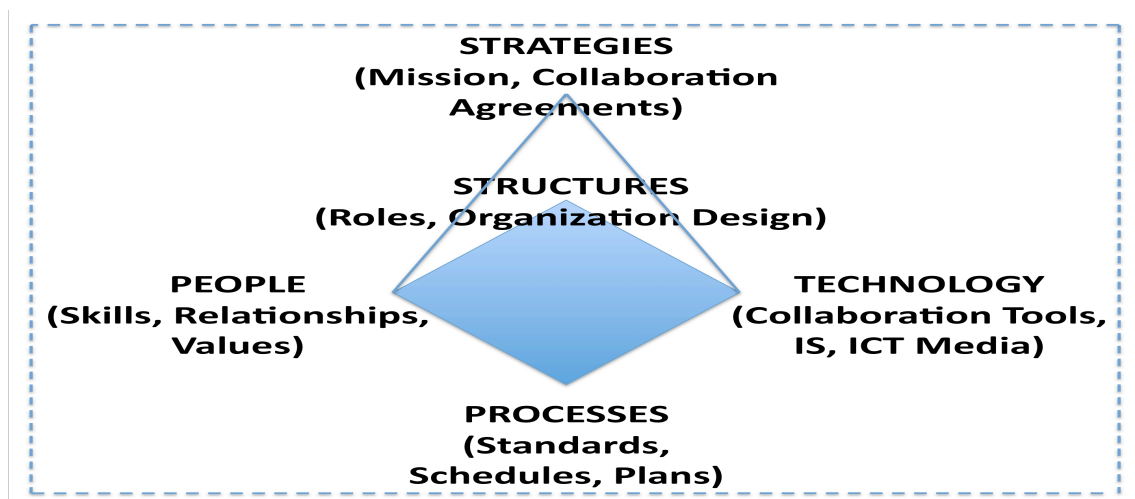 STRATEGIES
(Mission, Collaboration
Agreements)
STRUCTURES
(Roles, Organization Design)
PEOPLE
(Skills, Relationships,
Values)
TECHNOLOGY
(Collaboration Tools,
IS, ICT Media)
PROCESSES
(Standards,
Schedules, Plans)